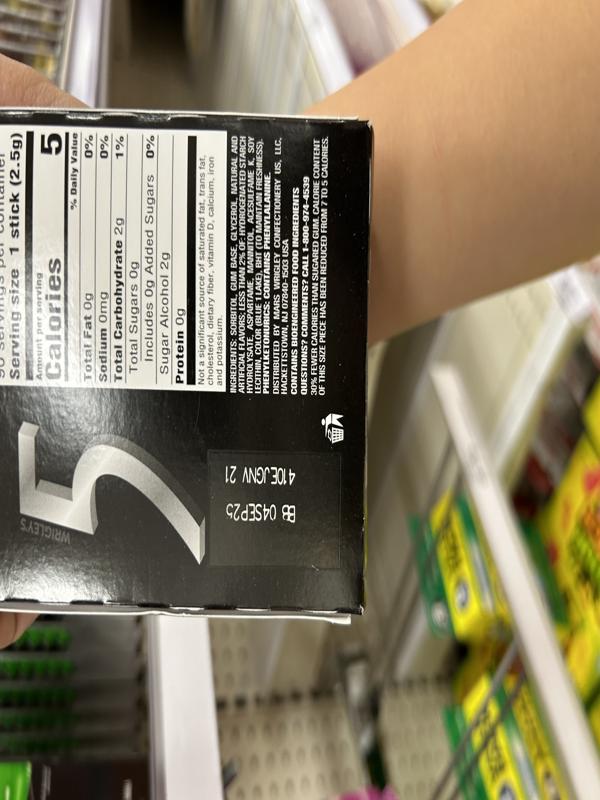 servings per container
Serving size 1 stick (2.5g)
Amount per serving
Calories 5
% Daily Value
Total Fat 0g 0%
Sodium 0mg 0%
Total Carbohydrate 2g 1%
Total Sugars 0g
Includes 0g Added Sugars 0%
Sugar Alcohol 2g
Protein 0g
Not a significant source of saturated fat, trans fat,
cholesterol, dietary fiber, vitamin D, calcium, iron
and potassium
INGREDIENTS: SORBITOL, GUM BASE, GLYCEROL, NATURAL AND
ARTIFICIAL FLAVORS; LESS THAN 2% OF: HYDROGENATED STARCH
HYDROLYSATE, ASPARTAME, MANNITOL, ACESULFAME K, SOY
LECITHIN, COLOR (BLUE 1 LAKE), BHT (TO MAINTAIN FRESHNESS).
PHENYLKETONURICS: CONTAINS PHENYLALANINE.
DISTRIBUTED BY MARS WRIGLEY CONFECTIONERY US, LLC,
HACKETTSTOWN, NJ 07840-1503 USA
CONTAINS BIOENGINEERED FOOD INGREDIENTS
QUESTIONS? COMMENTS? CALL 1-800-974-4539
30% FEWER CALORIES THAN SUGARED GUM. CALORIE CONTENT
OF THIS SIZE PIECE HAS BEEN REDUCED FROM 7 TO 5 CALORIES.
WRIGLEY'S
5
BB 04SEP25
410EJGNV 21